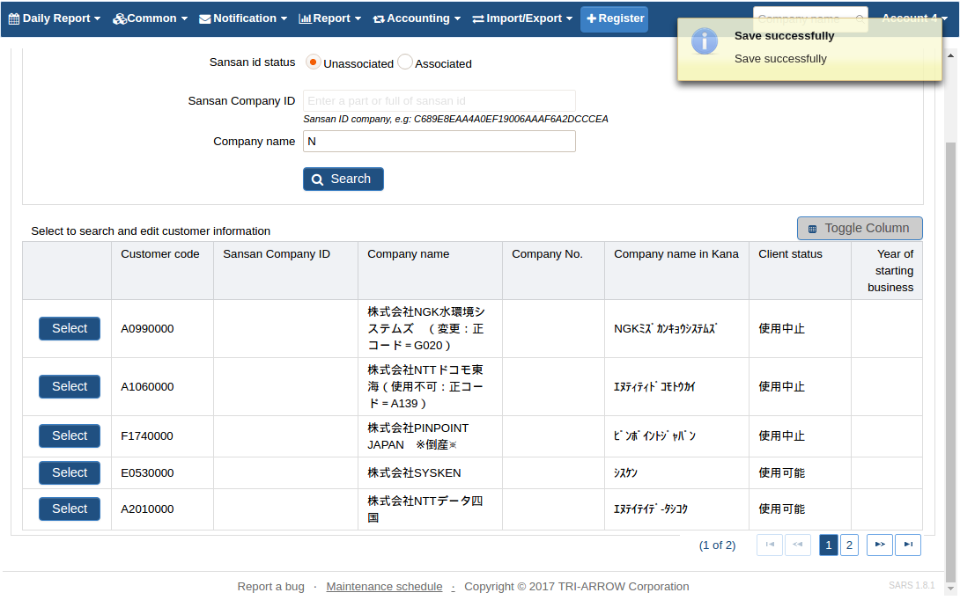 Daily Report Common Notification Report Accounting Import/Export Register Company name Account 4
Save successfully
Save successfully
Sansan id status Unassociated Associated
Sansan Company ID Enter a part or full of sansan id
Sansan ID company, e.g: C689E8EAA4A0EF19006AAAF6A2DCCCEA
Company name N
Search
Select to search and edit customer information Toggle Column
Customer code Sansan Company ID Company name Company No. Company name in Kana Client status Year of
starting
business
株式会社NGK水環境シ
Select A0990000 ステムズ （変更：正 NGKﾐｽﾞｶﾝｷｮｳｼｽﾃﾑｽﾞ 使用中止
コード＝G020）
株式会社NTTドコモ東
Select A1060000 海（使用不可：正コー ｴﾇﾃｨﾃｨﾄﾞｺﾓﾄｳｶｲ 使用中止
ド＝A139）
株式会社PINPOINT
Select F1740000 ﾋﾟﾝﾎﾟｲﾝﾄｼﾞｬﾊﾟﾝ 使用中止
JAPAN ※倒産※
Select E0530000 株式会社SYSKEN ｼｽｹﾝ 使用可能
株式会社NTTデータ四
Select A2010000 ｴﾇﾃｲﾃｲﾃﾞ-ﾀｼｺｸ 使用可能
国
(1 of 2) 1 2
Report a bug · Maintenance schedule · Copyright © 2017 TRI-ARROW Corporation SARS 1.8.1